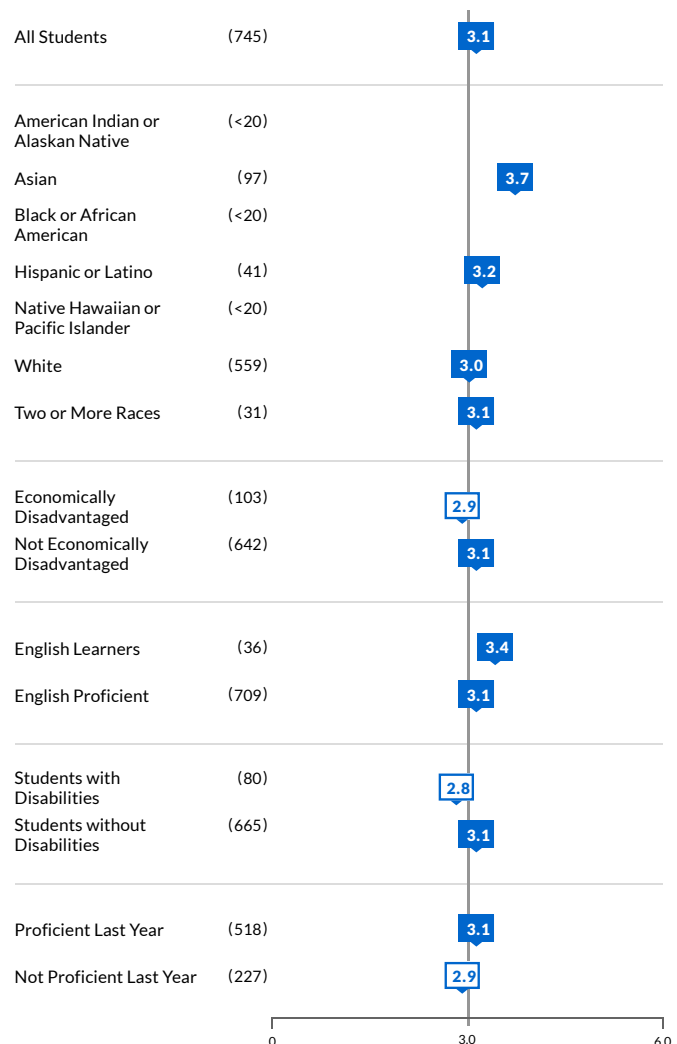 All Students (745) 3.1
American Indian or (<20)
Alaskan Native
Asian (97) 3.7
Black or African (<20)
American
Hispanic or Latino (41) 3.2
Native Hawaiian or (<20)
Pacific Islander
White (559) 3.0
Two or More Races (31) 3.1
Economically (103) 2.9
Disadvantaged
Not Economically (642) 3.1
Disadvantaged
English Learners (36) 3.4
English Proficient (709) 3.1
Students with (80) 2.8
Disabilities
Students without (665) 3.1
Disabilities
Proficient Last Year (518) 3.1
Not Proficient Last Year (227) 2.9
0 3.0 6.0